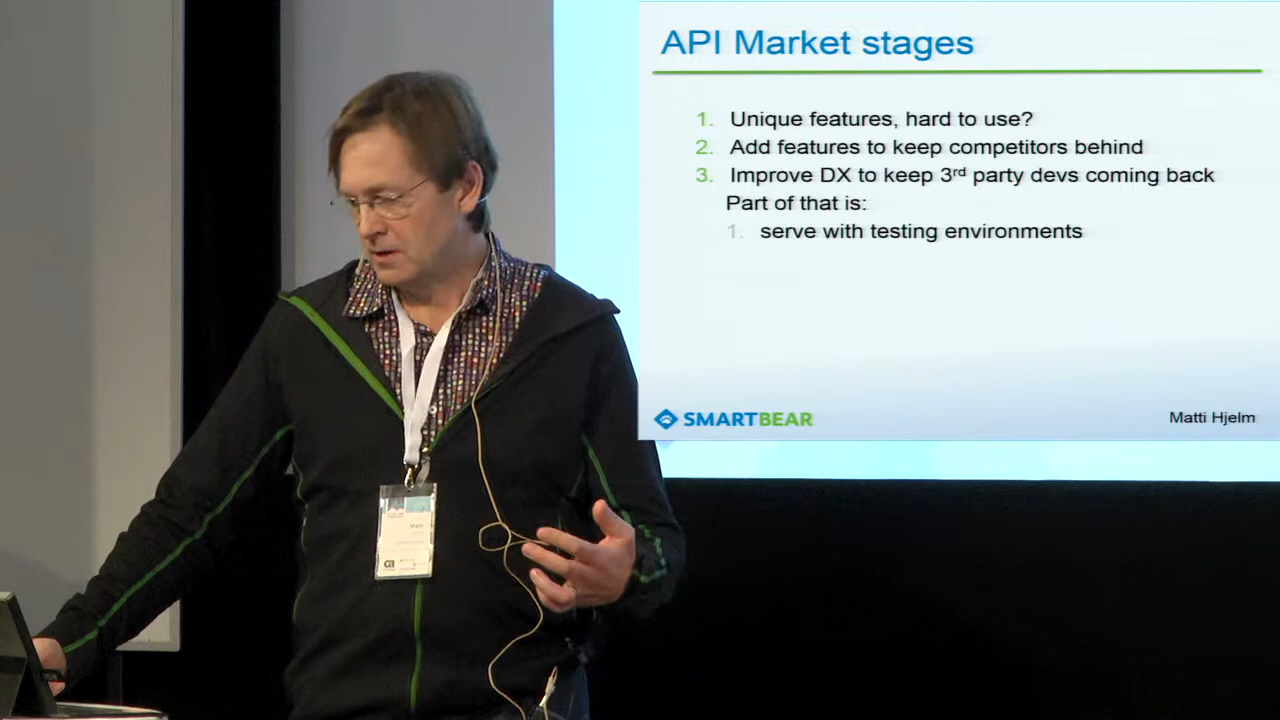 API Market stages
1. Unique features, hard to use?
2. Add features to keep competitors behind
3. Improve DX to keep 3rd party devs coming back
Part of that is:
1. serve with testing environments
SMARTBEAR
Matti Hjelm
ca